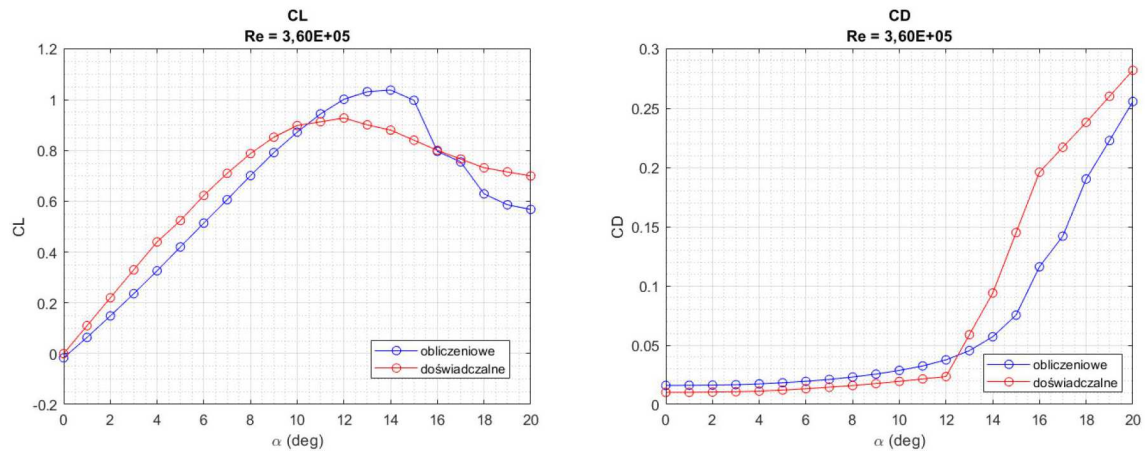 CL
Re = 3,60E+05
1.2
1
0.8
0.6
0.4
0.2
0
-0.2
CL
0 2 4 6 8 10 12 14 16 18 20
α (deg)
obliczeniowe
doświadczalne
CD
Re = 3,60E+05
0.3
0.25
0.2
0.15
0.1
0.05
0
CD
0 2 4 6 8 10 12 14 16 18 20
α (deg)
obliczeniowe
doświadczalne